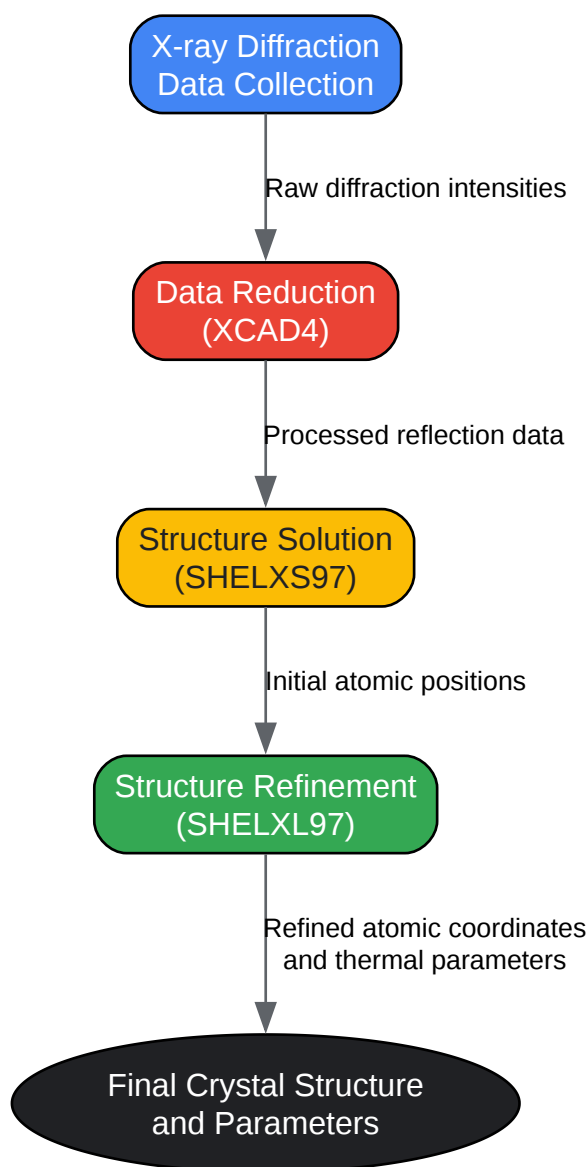 X-ray Diffraction
Data Collection
Raw diffraction intensities
Data Reduction
(XCAD4)
Processed reflection data
Structure Solution
(SHELXS97)
Initial atomic positions
Structure Refinement
(SHELXL97)
Refined atomic coordinates
and thermal parameters
Final Crystal Structure
and Parameters